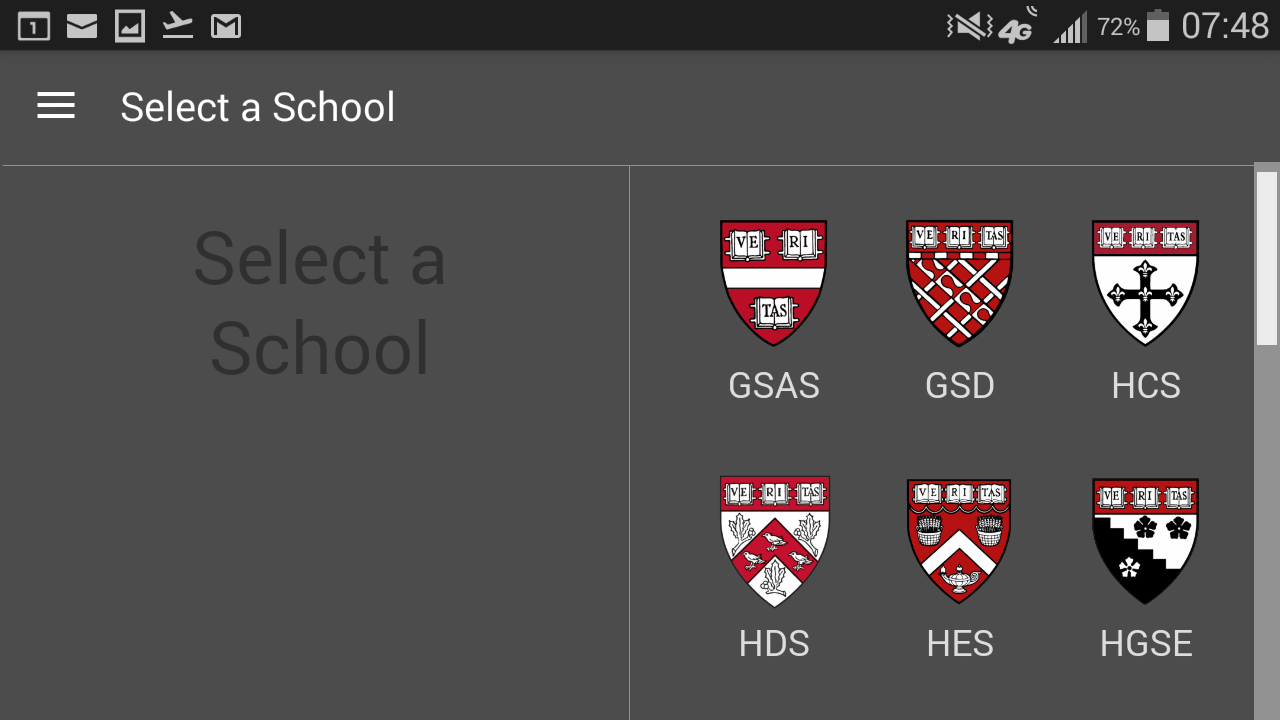 1 4G 72% 07:48
Select a School
Select a
School
VE RI TAS
VE RI TAS
VE RI TAS
GSAS GSD HCS
VE RI TAS
VE RI TAS
VE RI TAS
HDS HES HGSE